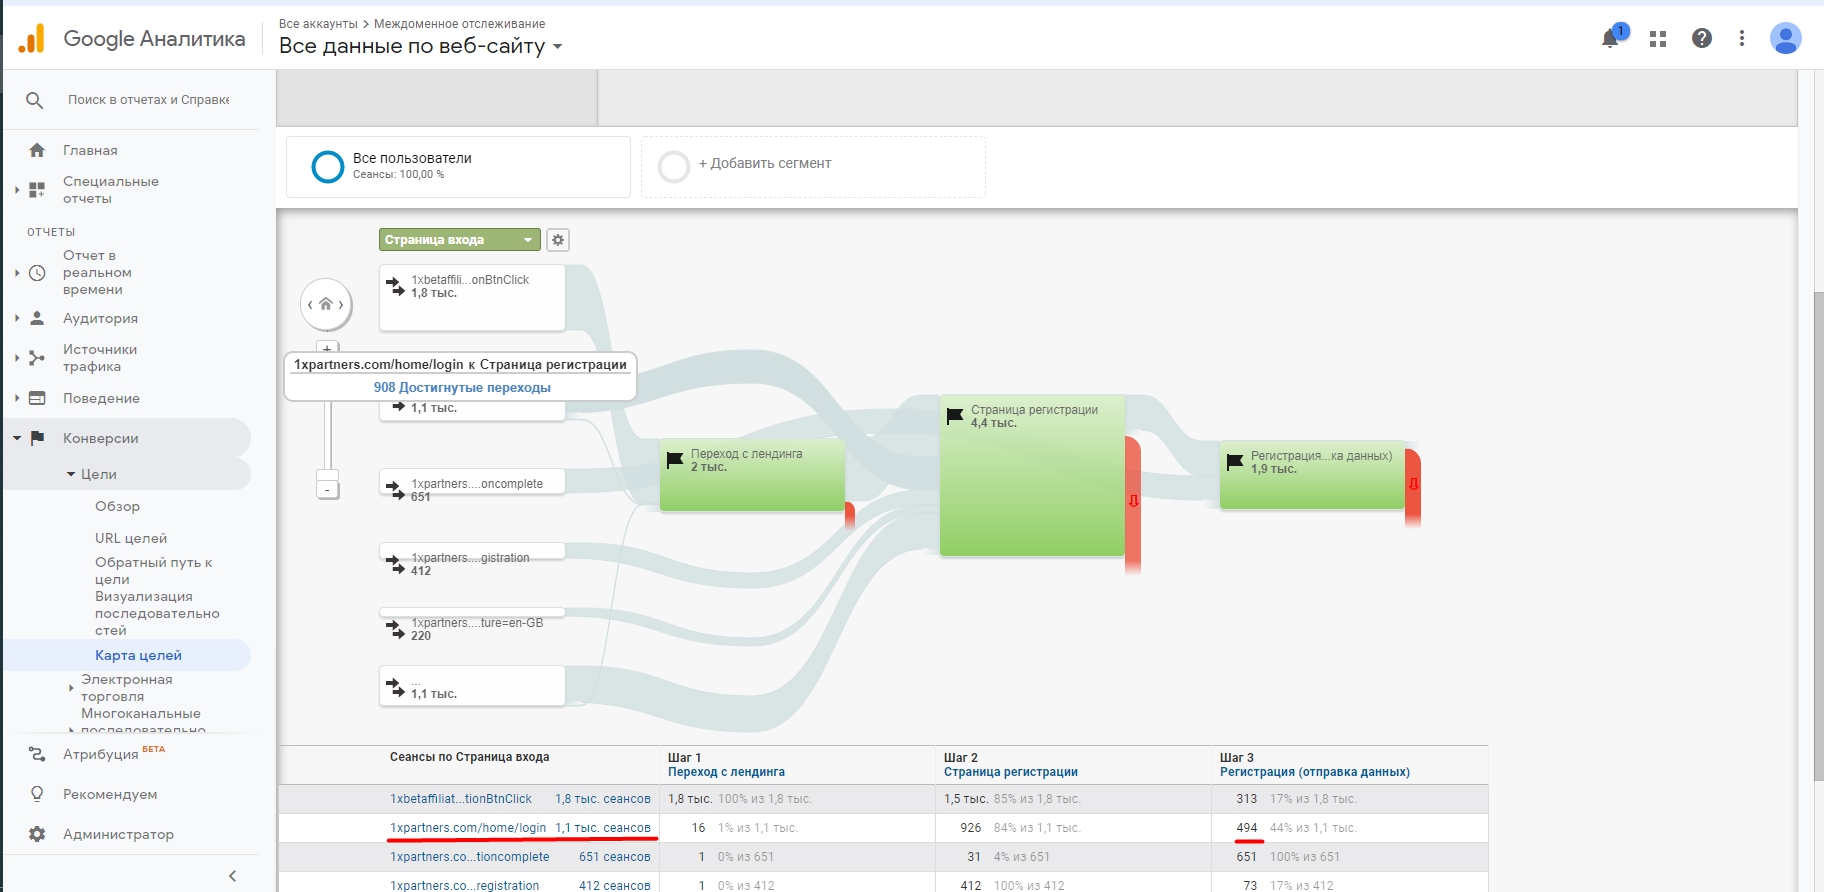 Google Аналитика
Все аккаунты > Междоменное отслеживание
Все данные по веб-сайту
1
Поиск в отчетах и Справке
Главная
Специальные
отчеты
ОТЧЕТЫ
Отчет в
реальном
времени
Аудитория
Источники
трафика
Поведение
Конверсии
Цели
Обзор
URL целей
Обратный путь к
цели
Визуализация
последовательно
стей
Карта целей
Электронная
торговля
Многоканальные
последовательно
Атрибуция BETA
Рекомендуем
Администратор
Все пользователи
Сеансы: 100,00 %
+ Добавить сегмент
Страница входа
1xbetaffili...onBtnClick
1,8 тыс.
+
1xpartners.com/home/login к Страница регистрации
908 Достигнутые переходы
1,1 тыс.
-
1xpartners....oncomplete
651
1xpartners....gistration
412
1xpartners....ture=en-GB
220
...
1,1 тыс.
Переход с лендинга
2 тыс.
Страница регистрации
4,4 тыс.
Регистрация...ка данных)
1,9 тыс.
Сеансы по Страница входа
Шаг 1
Переход с лендинга
Шаг 2
Страница регистрации
Шаг 3
Регистрация (отправка данных)
1xbetaffiliat...tionBtnClick 1,8 тыс. сеансов 1,8 тыс. 100% из 1,8 тыс. 1,5 тыс. 85% из 1,8 тыс. 313 17% из 1,8 тыс.
1xpartners.com/home/login 1,1 тыс. сеансов 16 1% из 1,1 тыс. 926 84% из 1,1 тыс. 494 44% из 1,1 тыс.
1xpartners.co...tioncomplete 651 сеансов 1 0% из 651 31 4% из 651 651 100% из 651
1xpartners.co...registration 412 сеансов 1 0% из 412 412 100% из 412 73 17% из 412